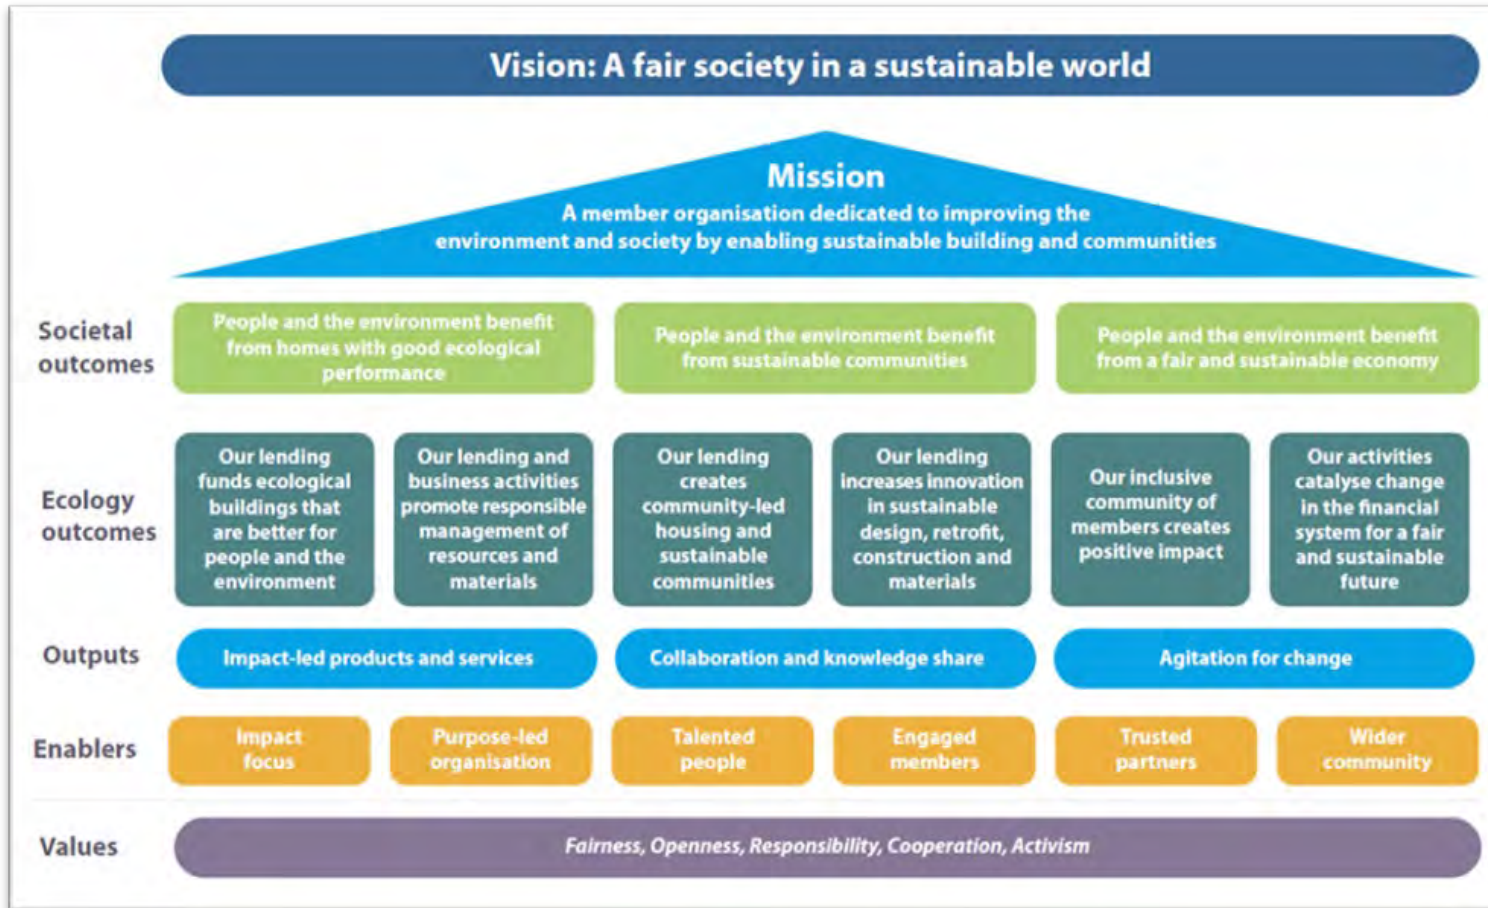 Vision: A fair society in a sustainable world
Mission
A member organisation dedicated to improving the
environment and society by enabling sustainable building and communities
Societal
outcomes
People and the environment benefit
from homes with good ecological
performance
People and the environment benefit
from sustainable communities
People and the environment benefit
from a fair and sustainable economy
Ecology
outcomes
Our lending
funds ecological
buildings that
are better for
people and the
environment
Our lending and
business activities
promote responsible
management of
resources and
materials
Our lending
creates
community-led
housing and
sustainable
communities
Our lending
increases innovation
in sustainable
design, retrofit,
construction and
materials
Our inclusive
community of
members creates
positive impact
Our activities
catalyse change
in the financial
system for a fair
and sustainable
future
Outputs
Impact-led products and services
Collaboration and knowledge share
Agitation for change
Enablers
Impact
focus
Purpose-led
organisation
Talented
people
Engaged
members
Trusted
partners
Wider
community
Values
Fairness, Openness, Responsibility, Cooperation, Activism